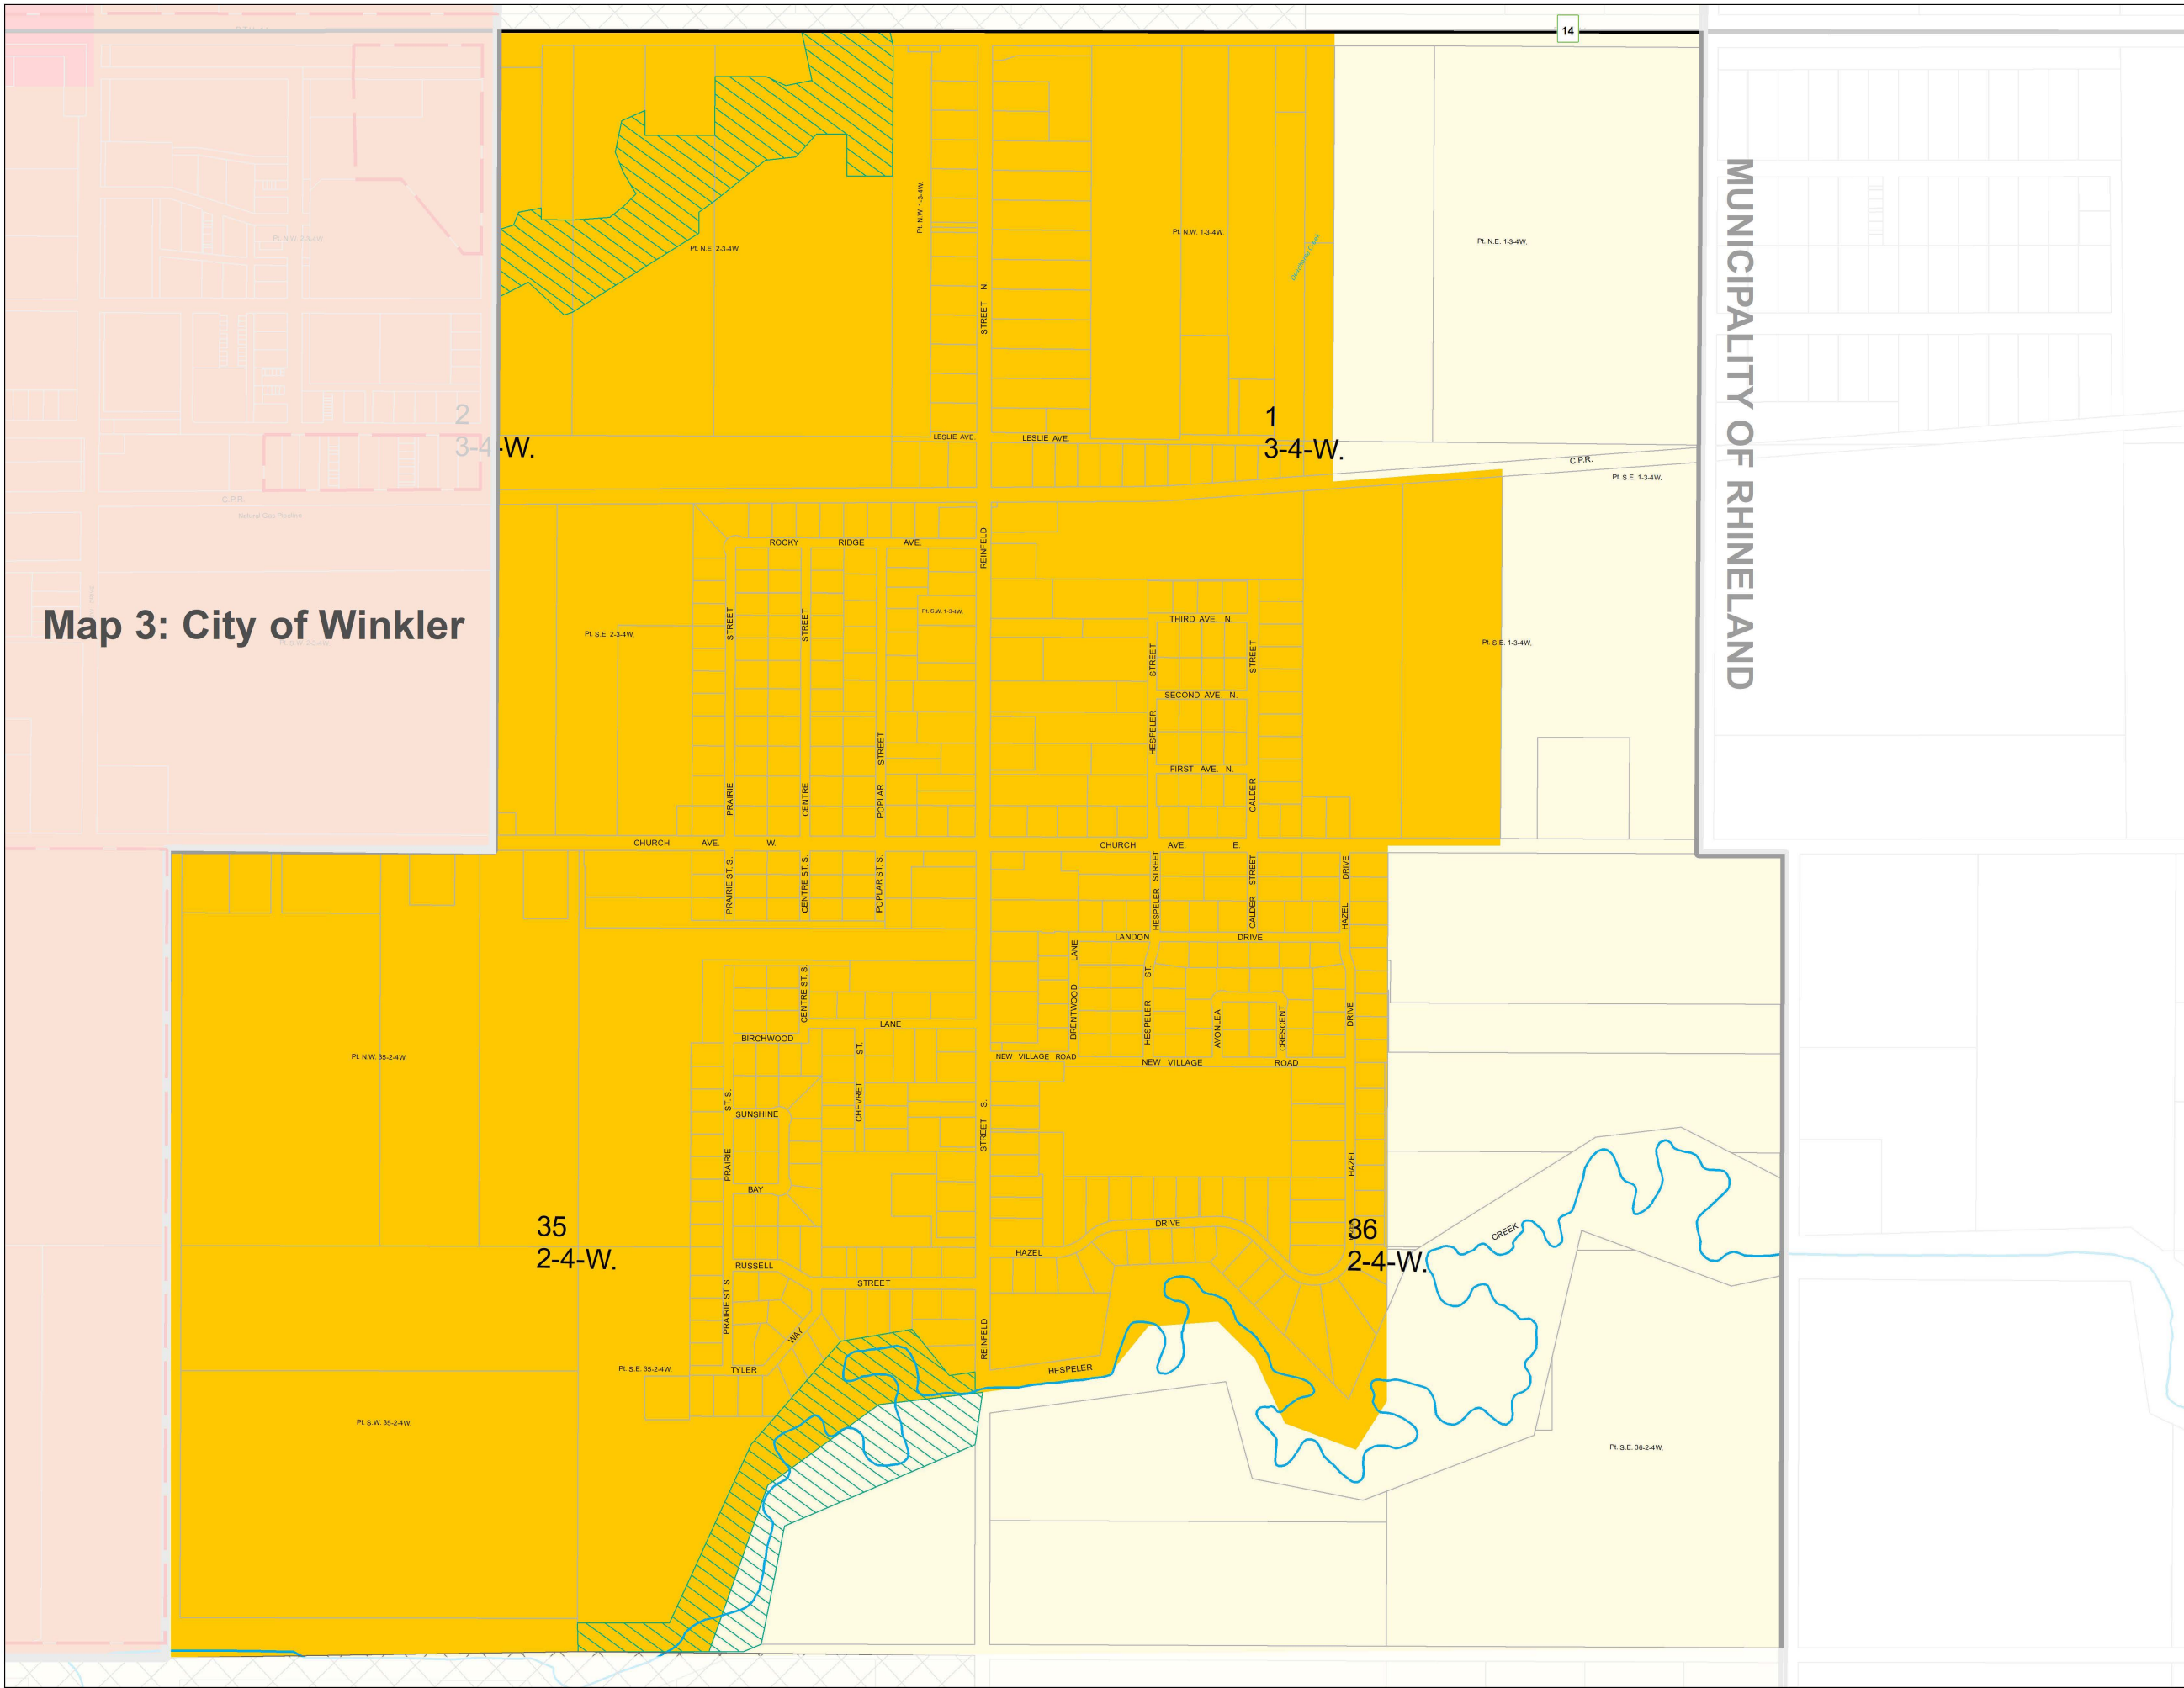 14
MUNICIPALITY OF RHINELAND
Pt. N.W. 2-3-4W.
Pt. N.E. 2-3-4W.
Pt. N.W. 1-3-4W.
Pt. N.W. 1-3-4W.
Pt. N.E. 1-3-4W.
STREET N.
2
3-4-W.
1
3-4-W.
LESLIE AVE.
LESLIE AVE.
C.P.R.
C.P.R.
Pt. S.E. 1-3-4W.
Natural Gas Pipeline
ROCKY RIDGE AVE.
REINFELD
Map 3: City of Winkler
Pt. S.E. 2-3-4W.
STREET
STREET
Pt. S.W. 1-3-4W.
THIRD AVE. N.
STREET
STREET
Pt. S.E. 1-3-4W.
SECOND AVE. N.
HESPELER
STREET
FIRST AVE. N.
PRAIRIE
CENTRE
POPLAR
CALDER
CHURCH AVE. W.
CHURCH AVE. E.
PRAIRIE ST. S.
CENTRE ST. S.
POPLAR ST. S.
HESPELER STREET
CALDER STREET
HAZEL DRIVE
LANDON DRIVE
BRENTWOOD LANE
CENTRE ST. S.
HESPELER ST.
AVONLEA
CRESCENT
DRIVE
LANE
BIRCHWOOD
ST.
NEW VILLAGE ROAD
NEW VILLAGE ROAD
Pt. N.W. 35-2-4W.
ST. S.
CHEVRET
SUNSHINE
STREET S.
PRAIRIE
HAZEL
BAY
35
2-4-W.
DRIVE
36
2-4-W.
CREEK
HAZEL
RUSSELL
STREET
PRAIRIE ST. S.
WAY
REINFELD
Pt. S.E. 35-2-4W.
TYLER
HESPELER
Pt. S.W. 35-2-4W.
Pt. S.E. 36-2-4W.